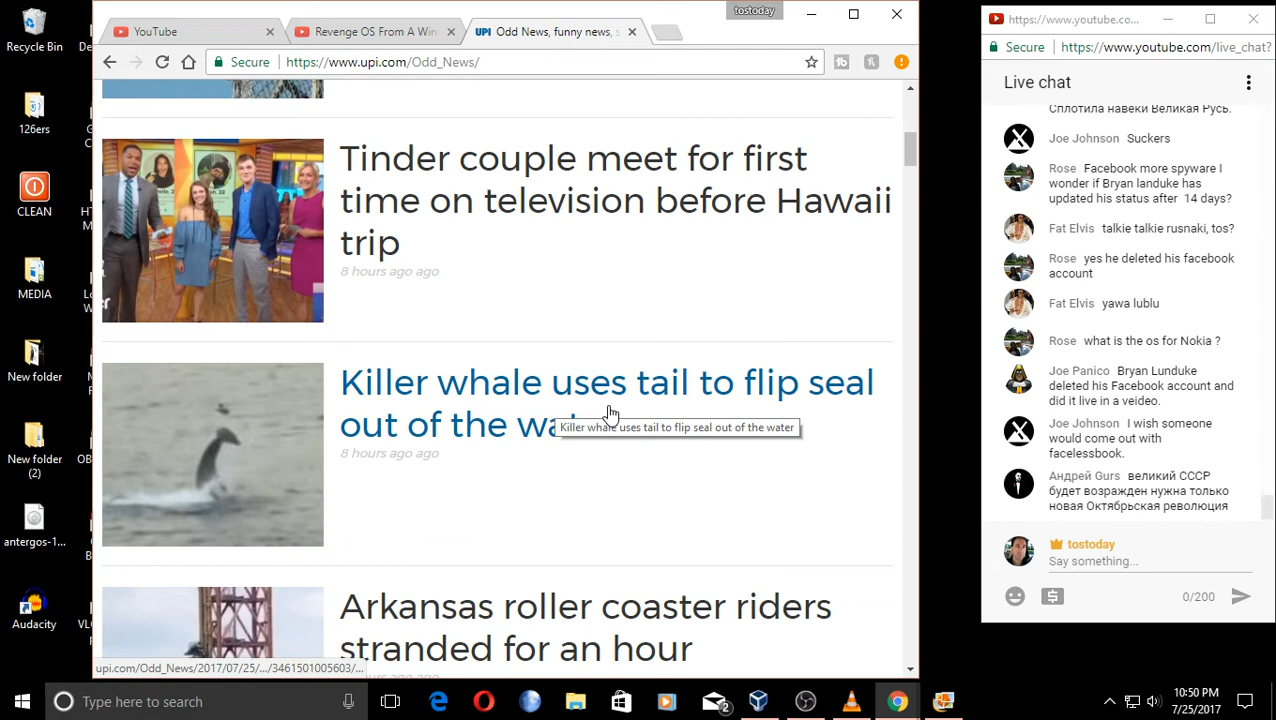 Recycle Bin
126ers
CLEAN
MEDIA
New folder
New folder
(2)
antergos-1...
Audacity
tostoday
YouTube
Revenge OS From A Win
UPI Odd News, funny news, s
Secure https://www.upi.com/Odd_News/
Tinder couple meet for first
time on television before Hawaii
trip
8 hours ago ago
Killer whale uses tail to flip seal
out of the wat
Killer whale uses tail to flip seal out of the water
8 hours ago ago
Arkansas roller coaster riders
stranded for an hour
upi.com/Odd_News/2017/07/25/.../3461501005603/...
https://www.youtube.co...
Secure https://www.youtube.com/live_chat?
Live chat
Сплотила навеки Великая Русь.
Joe Johnson Suckers
Rose Facebook more spyware I
wonder if Bryan landuke has
updated his status after 14 days?
Fat Elvis talkie talkie rusnaki, tos?
Rose yes he deleted his facebook
account
Fat Elvis yawa lublu
Rose what is the os for Nokia ?
Joe Panico Bryan Lunduke
deleted his Facebook account and
did it live in a veideo.
Joe Johnson I wish someone
would come out with
facelessbook.
Андрей Gurs великий СССР
будет возражден нужна только
новая Октябрьская революция
tostoday
Say something...
0/200
Type here to search
2
10:50 PM
7/25/2017